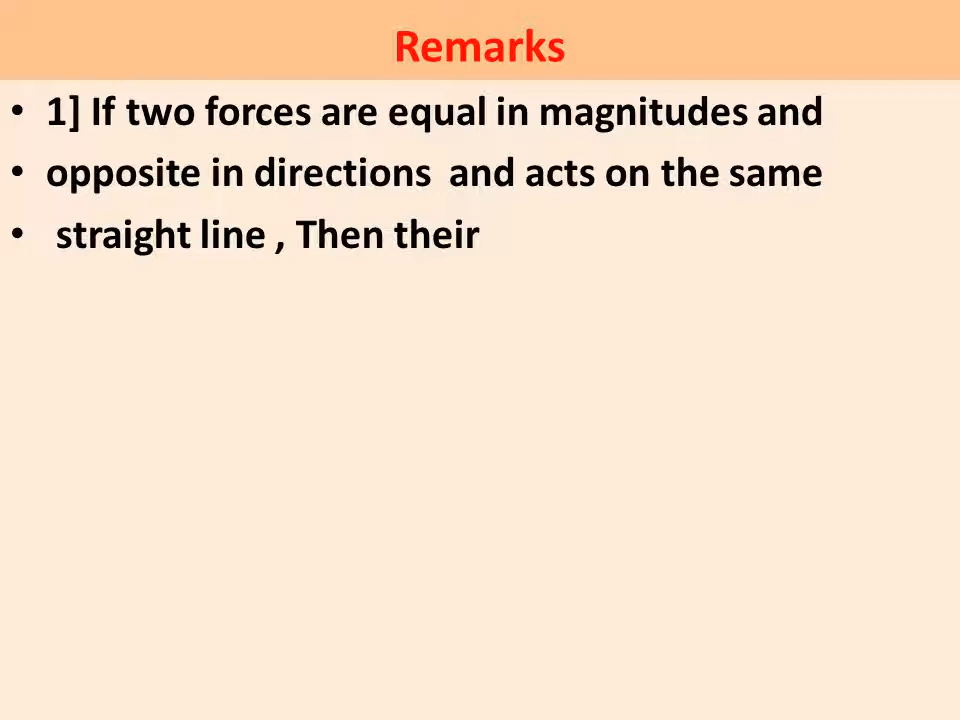 Remarks
• 1] If two forces are equal in magnitudes and
• opposite in directions  and acts on the same
•  straight line , Then their